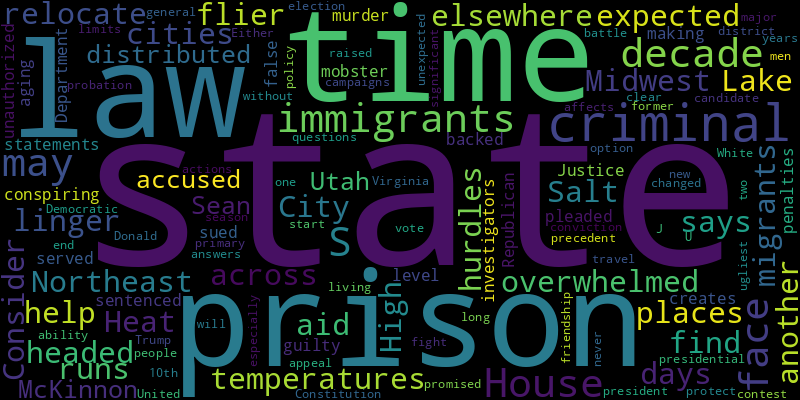 relocate general flier election murder elsewhere expected major
unauthorized limits cities Either time battle making district
law distributed policy raised mobster unexpected decade years
aging Department false campaigns significant Midwest Lake men
probation without immigrants clear former candidate
statements questions backed affects criminal
may state option White
conspiring accused actions one Utah Virginia Justice new penalties
Democratic Sean City hurdles investigators Salt changed two migrants
linger season start vote Republican pleaded conviction says
end Donald sued primary S precedent J U
Consider served answers across level travel ugliest
Northeast sentenced prison living High overwhelmed creates face another
help Heat will aid long friendship places
ability Trump especially guilty fight never find
headed people appeal presidential
runs 10th temperatures promised House days protect
McKinnon United Constitution president contest